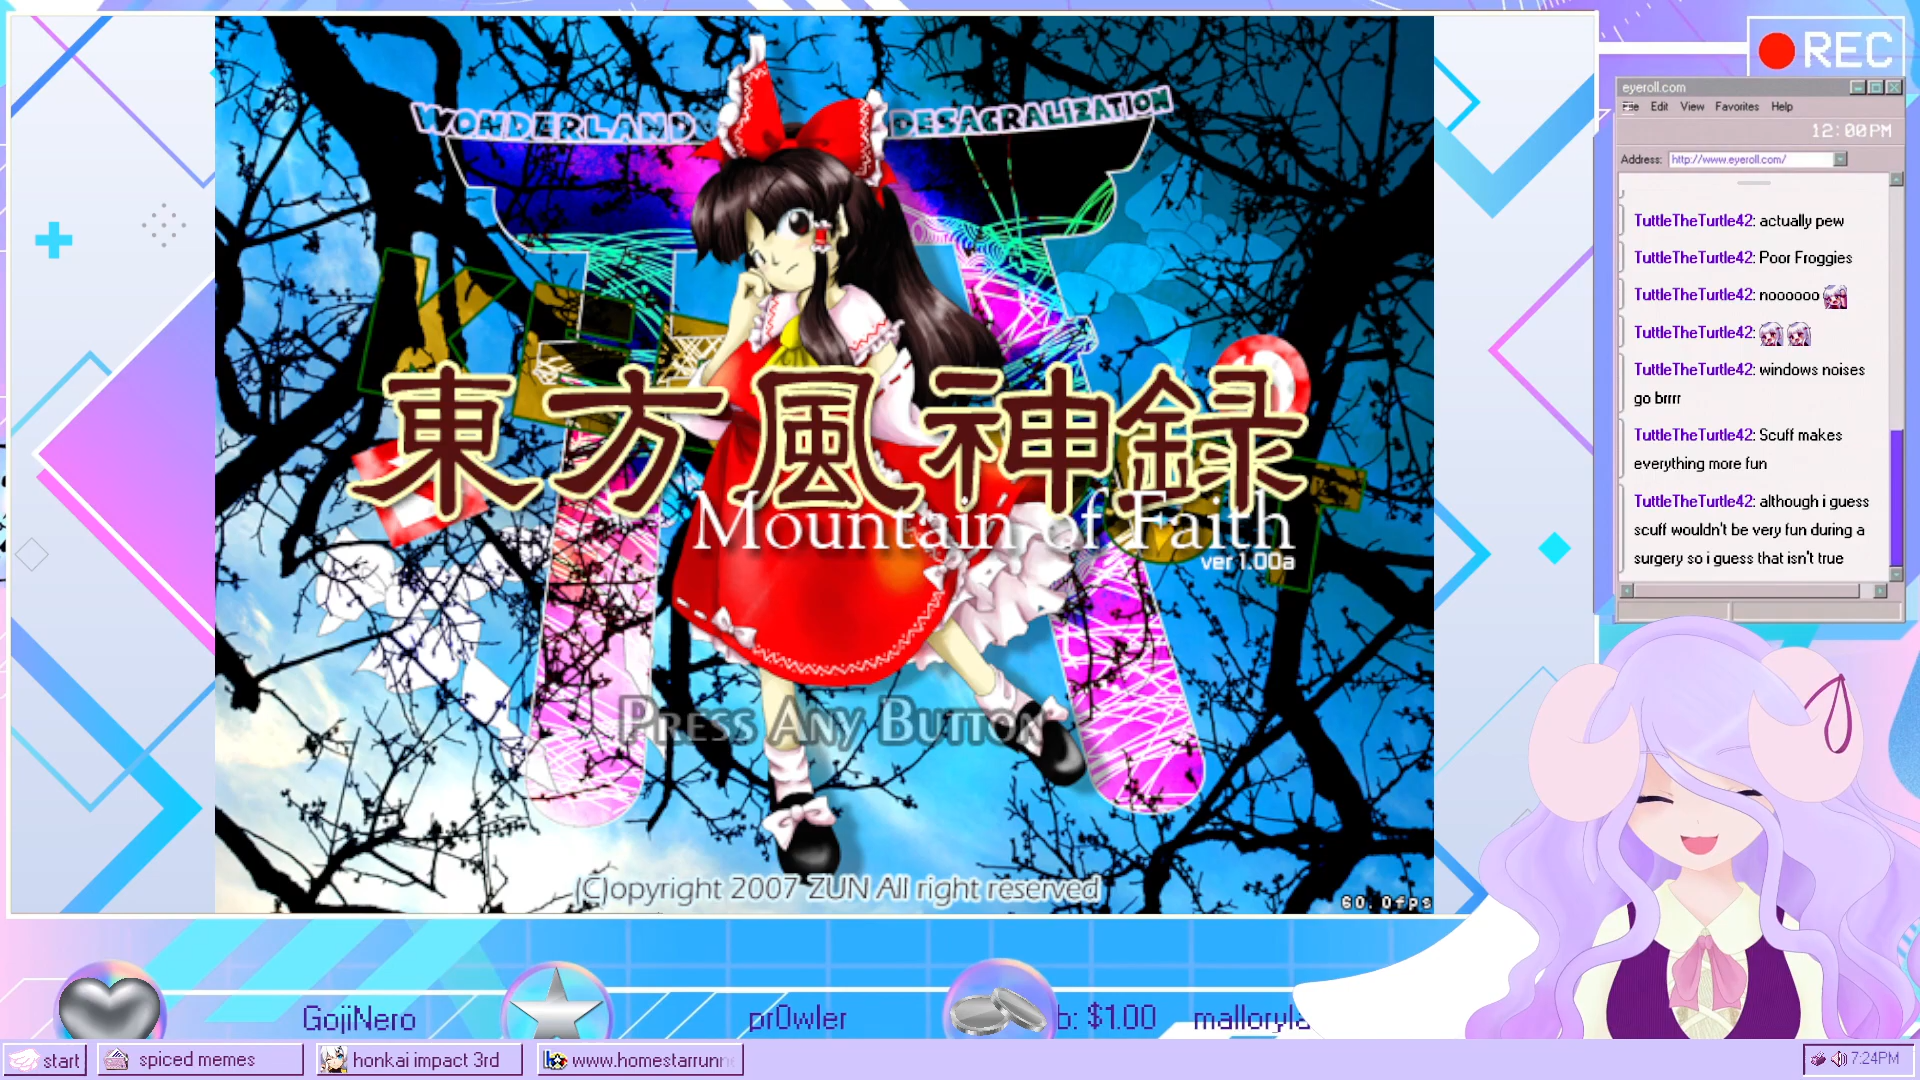 REC
eyeroll.com
File Edit View Favorites Help
12:00PM
Address: http://www.eyeroll.com/
WONDERLAND DESACRALIZATION
TuttleTheTurtle42: actually pew
TuttleTheTurtle42: Poor Froggies
TuttleTheTurtle42: noooooo
TuttleTheTurtle42:
TuttleTheTurtle42: windows noises
go brrrr
TuttleTheTurtle42: Scuff makes
everything more fun
TuttleTheTurtle42: although i guess
scuff wouldn't be very fun during a
surgery so i guess that isn't true
東方風神録
Mountain of Faith
ver 1.00a
PRESS ANY BUTTON
(C)opyright 2007 ZUN All right reserved
60.0fps
GojiNero
pr0wler
b: $1.00 malloryla
start
spiced memes
honkai impact 3rd
www.homestarrunn
7:24PM